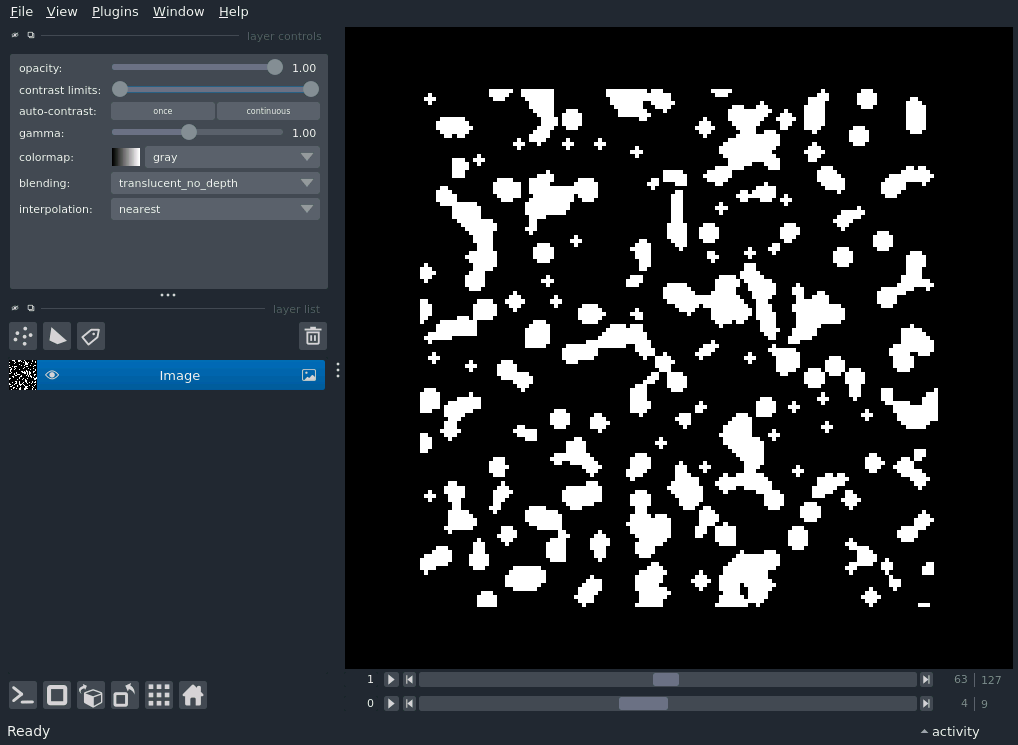 File View Plugins Window Help
layer controls
opacity: 1.00
contrast limits:
auto-contrast: once continuous
gamma: 1.00
colormap: gray
blending: translucent_no_depth
interpolation: nearest
layer list
Image
1 63 127
0 4 9
Ready activity